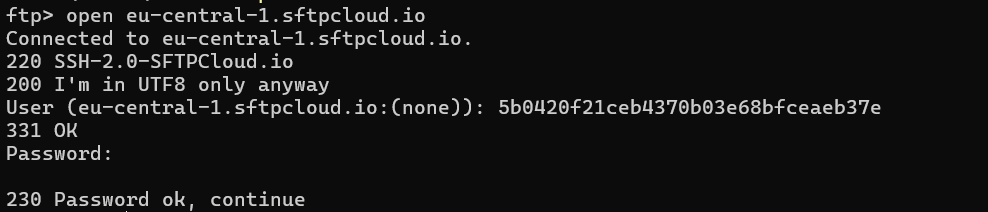 ftp> open eu-central-1.sftpcloud.io
Connected to eu-central-1.sftpcloud.io.
220 SSH-2.0-SFTPCloud.io
200 I'm in UTF8 only anyway
User (eu-central-1.sftpcloud.io:(none)): 5b0420f21ceb4370b03e68bfceaeb37e
331 OK
Password:
230 Password ok, continue